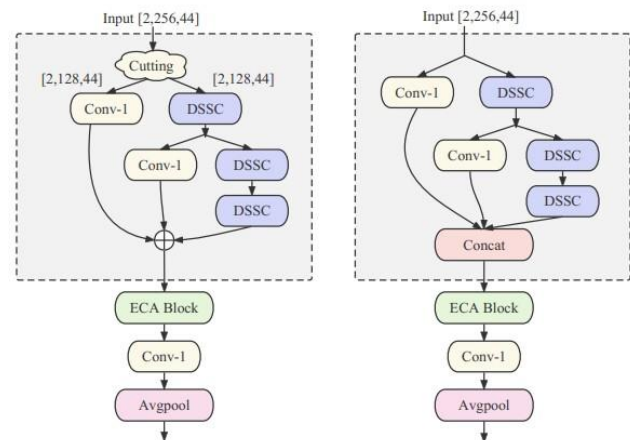 Input [2,256,44]
Cutting
[2,128,44]
[2,128,44]
Conv-1
DSSC
Conv-1
DSSC
DSSC
ECA Block
Conv-1
Avgpool
Input [2,256,44]
Conv-1
DSSC
Conv-1
DSSC
DSSC
Concat
ECA Block
Conv-1
Avgpool